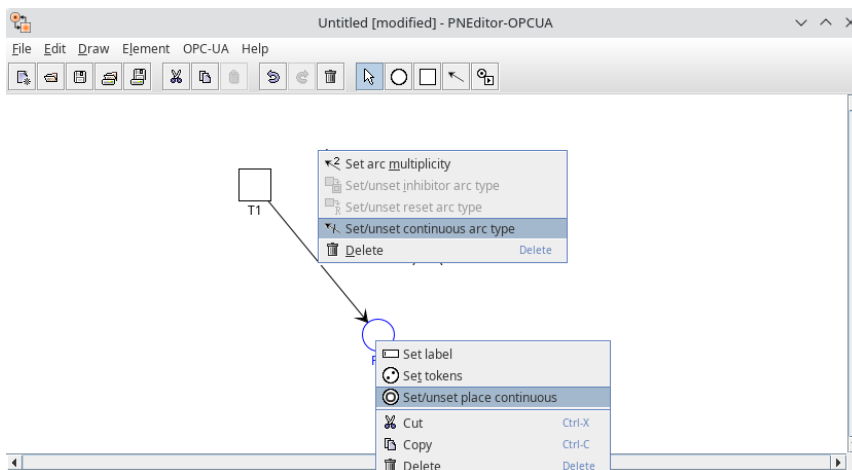 Untitled [modified] - PNEditor-OPCUA
File Edit Draw Element OPC-UA Help
T1
2 Set arc multiplicity
Set/unset inhibitor arc type
R Set/unset reset arc type
Set/unset continuous arc type
Delete Delete
Set label
Set tokens
Set/unset place continuous
Cut Ctrl-X
Copy Ctrl-C
Delete Delete